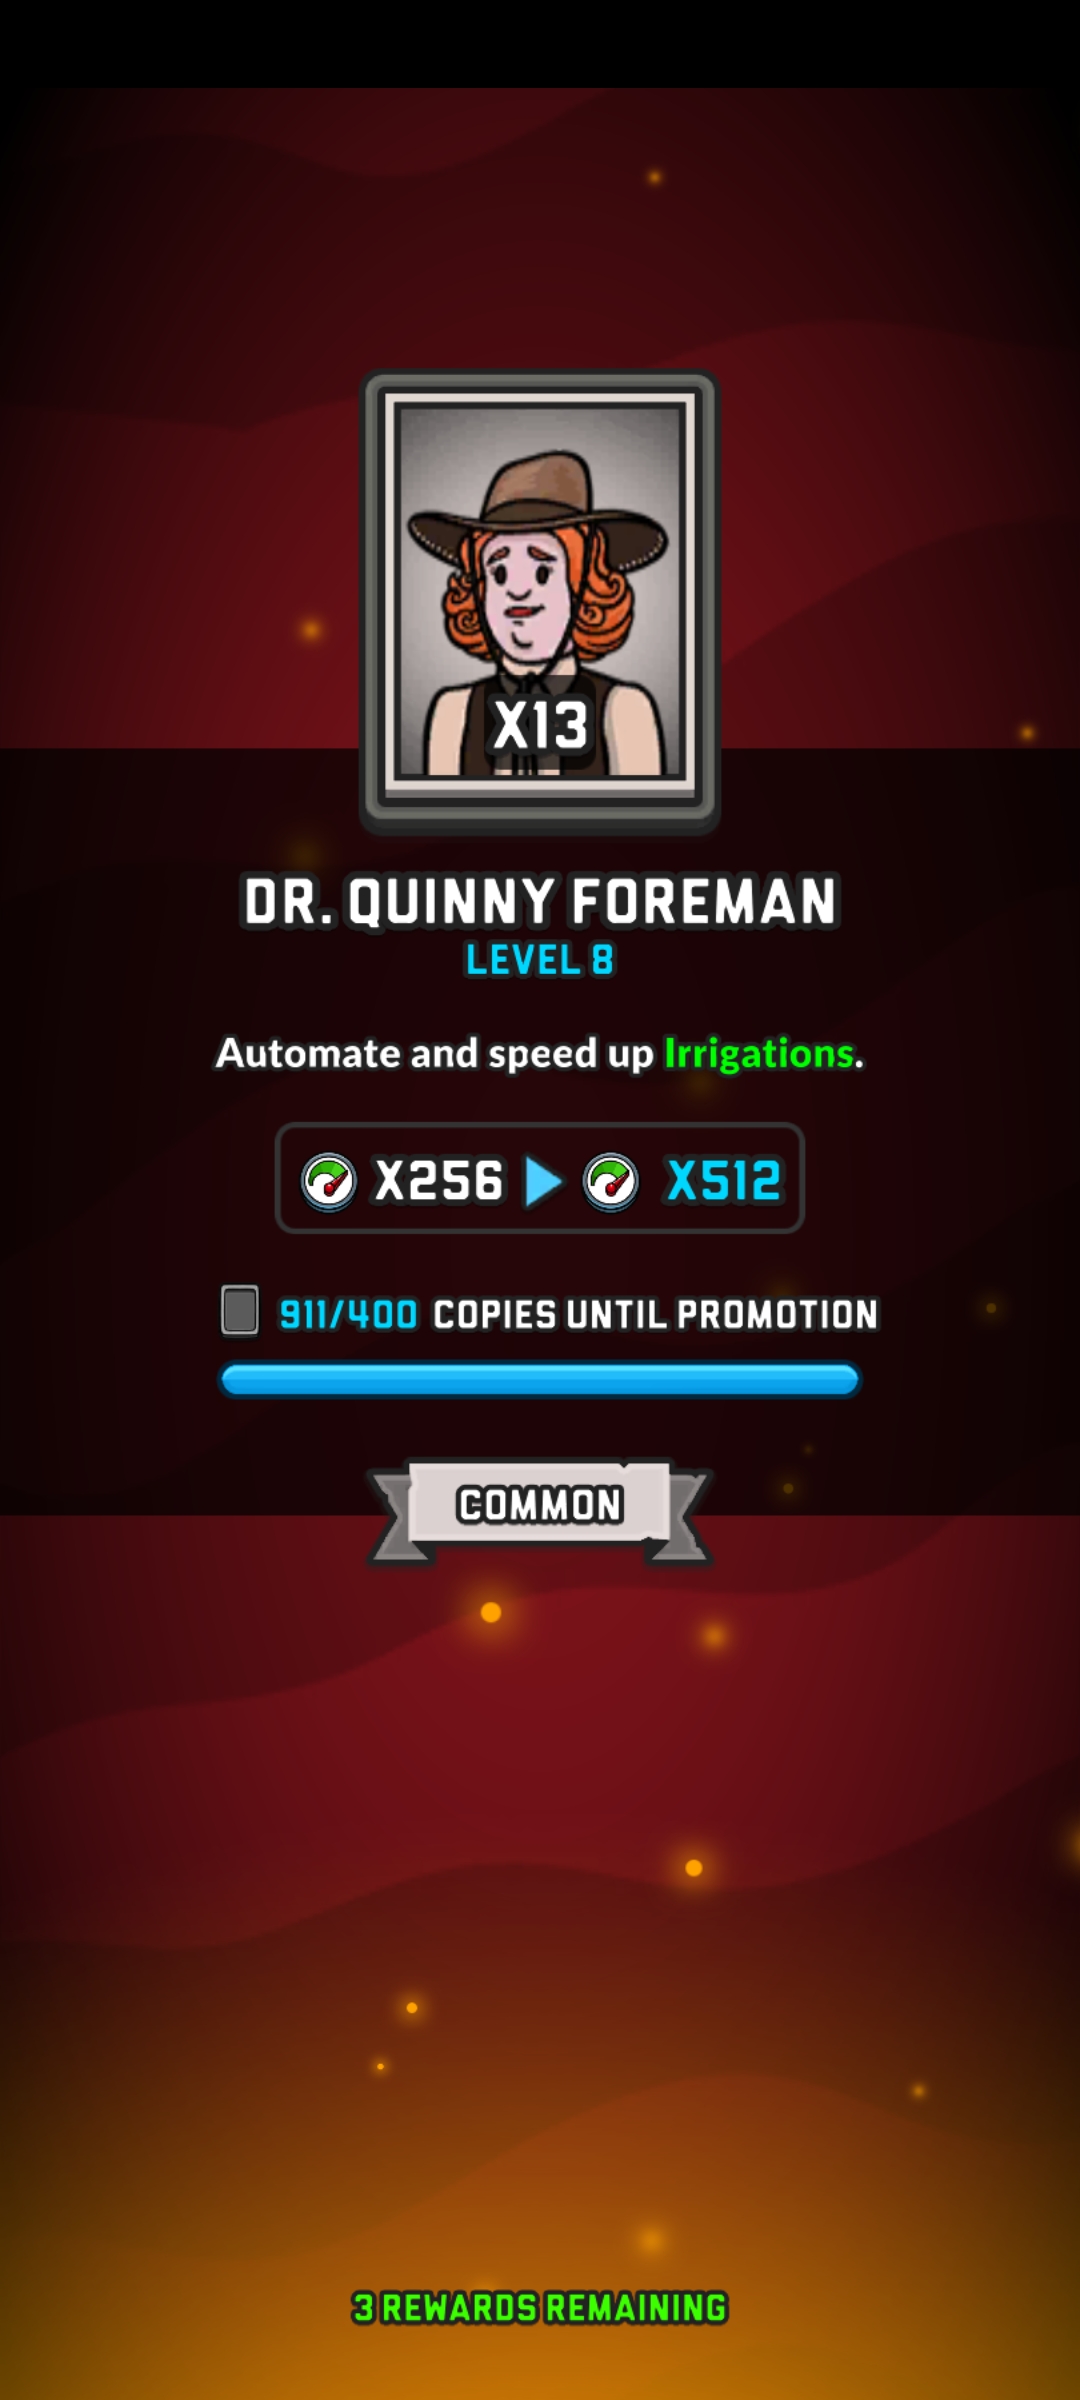 X13
DR. QUINNY FOREMAN
LEVEL 8
Automate and speed up Irrigations.
X256 X512
911/400 COPIES UNTIL PROMOTION
COMMON
3 REWARDS REMAINING